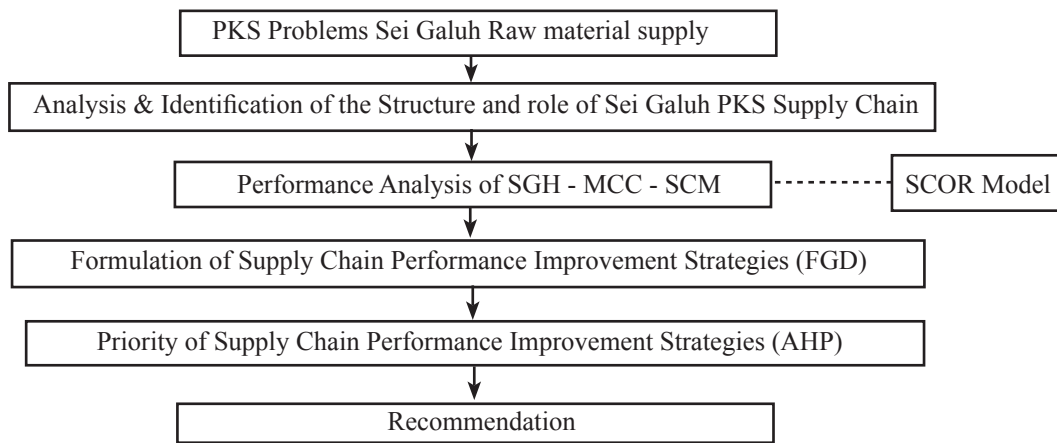 PKS Problems Sei Galuh Raw material supply
Analysis & Identification of the Structure and role of Sei Galuh PKS Supply Chain
Performance Analysis of SGH - MCC - SCM
SCOR Model
Formulation of Supply Chain Performance Improvement Strategies (FGD)
Priority of Supply Chain Performance Improvement Strategies (AHP)
Recommendation